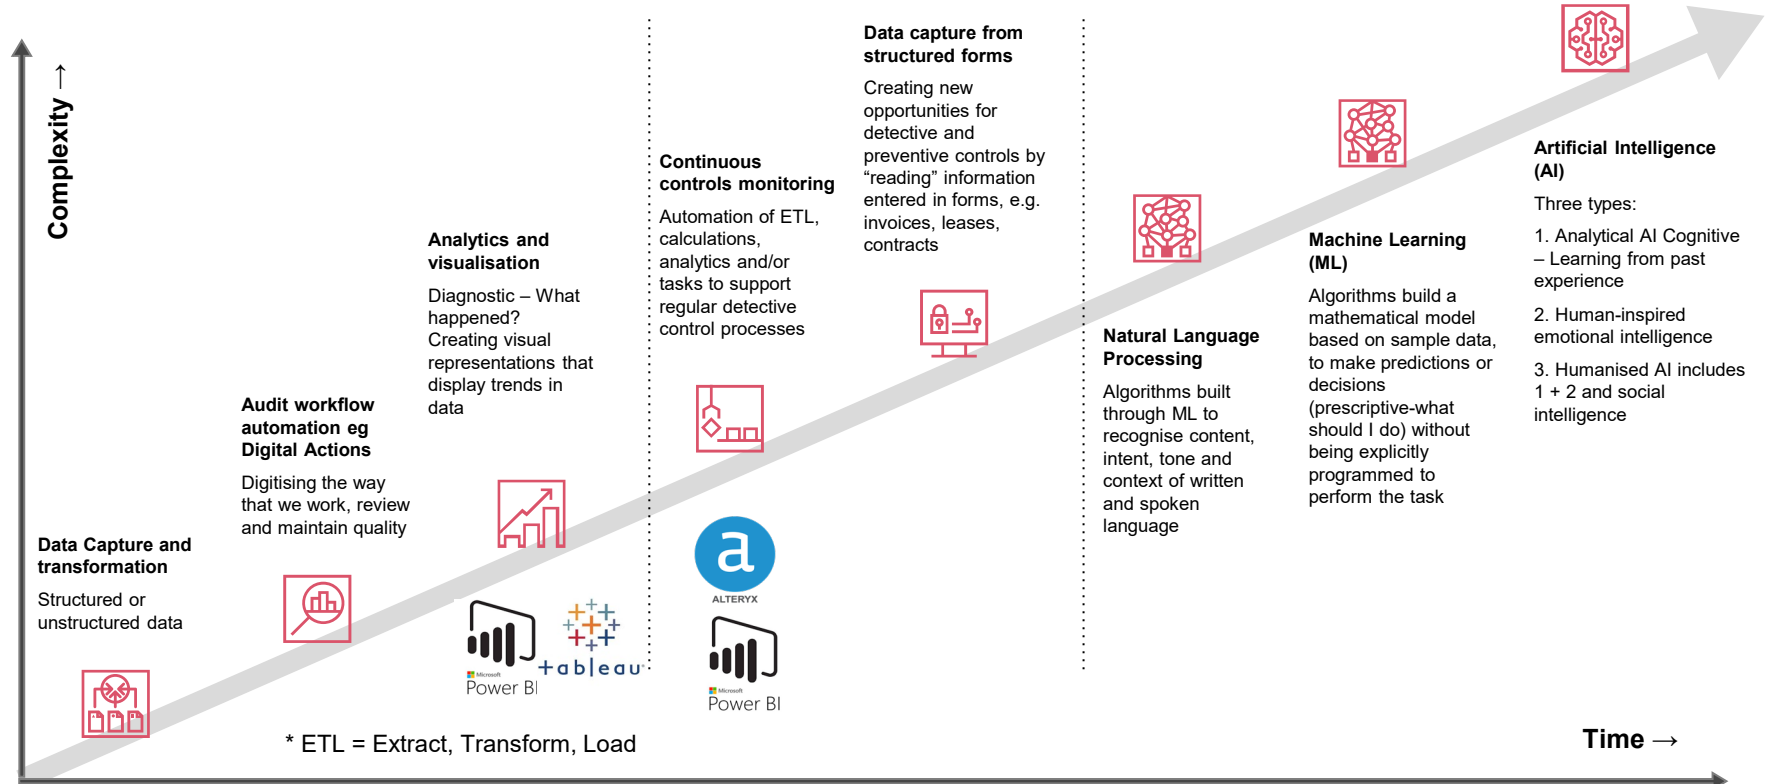 Complexity →
Data Capture and
transformation
Structured or
unstructured data
Audit workflow
automation eg
Digital Actions
Digitising the way
that we work, review
and maintain quality
Analytics and
visualisation
Diagnostic – What
happened?
Creating visual
representations that
display trends in
data
Microsoft
Power BI
+ableau
Continuous
controls monitoring
Automation of ETL,
calculations,
analytics and/or
tasks to support
regular detective
control processes
a
ALTERYX
Microsoft
Power BI
Data capture from
structured forms
Creating new
opportunities for
detective and
preventive controls by
“reading” information
entered in forms, e.g.
invoices, leases,
contracts
Natural Language
Processing
Algorithms built
through ML to
recognise content,
intent, tone and
context of written
and spoken
language
Machine Learning
(ML)
Algorithms build a
mathematical model
based on sample data,
to make predictions or
decisions
(prescriptive-what
should I do) without
being explicitly
programmed to
perform the task
Artificial Intelligence
(AI)
Three types:
1. Analytical AI Cognitive
– Learning from past
experience
2. Human-inspired
emotional intelligence
3. Humanised AI includes
1 + 2 and social
intelligence
* ETL = Extract, Transform, Load
Time →